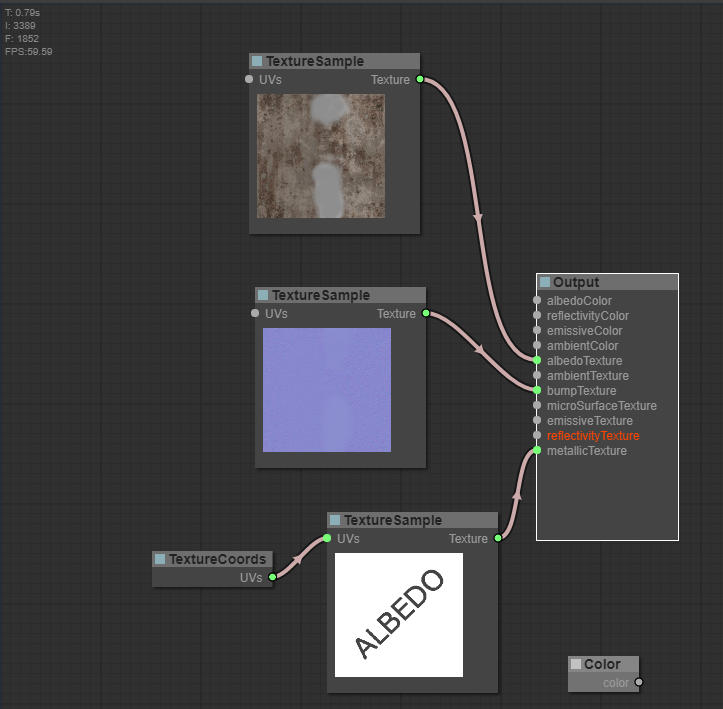 T: 0.79s
I: 3389
F: 1852
FPS:59.59
TextureSample
UVs Texture
TextureSample
UVs Texture
Output
albedoColor
reflectivityColor
emissiveColor
ambientColor
albedoTexture
ambientTexture
bumpTexture
microSurfaceTexture
emissiveTexture
reflectivityTexture
metallicTexture
TextureSample
UVs Texture
ALBEDO
TextureCoords
UVs
Color
color